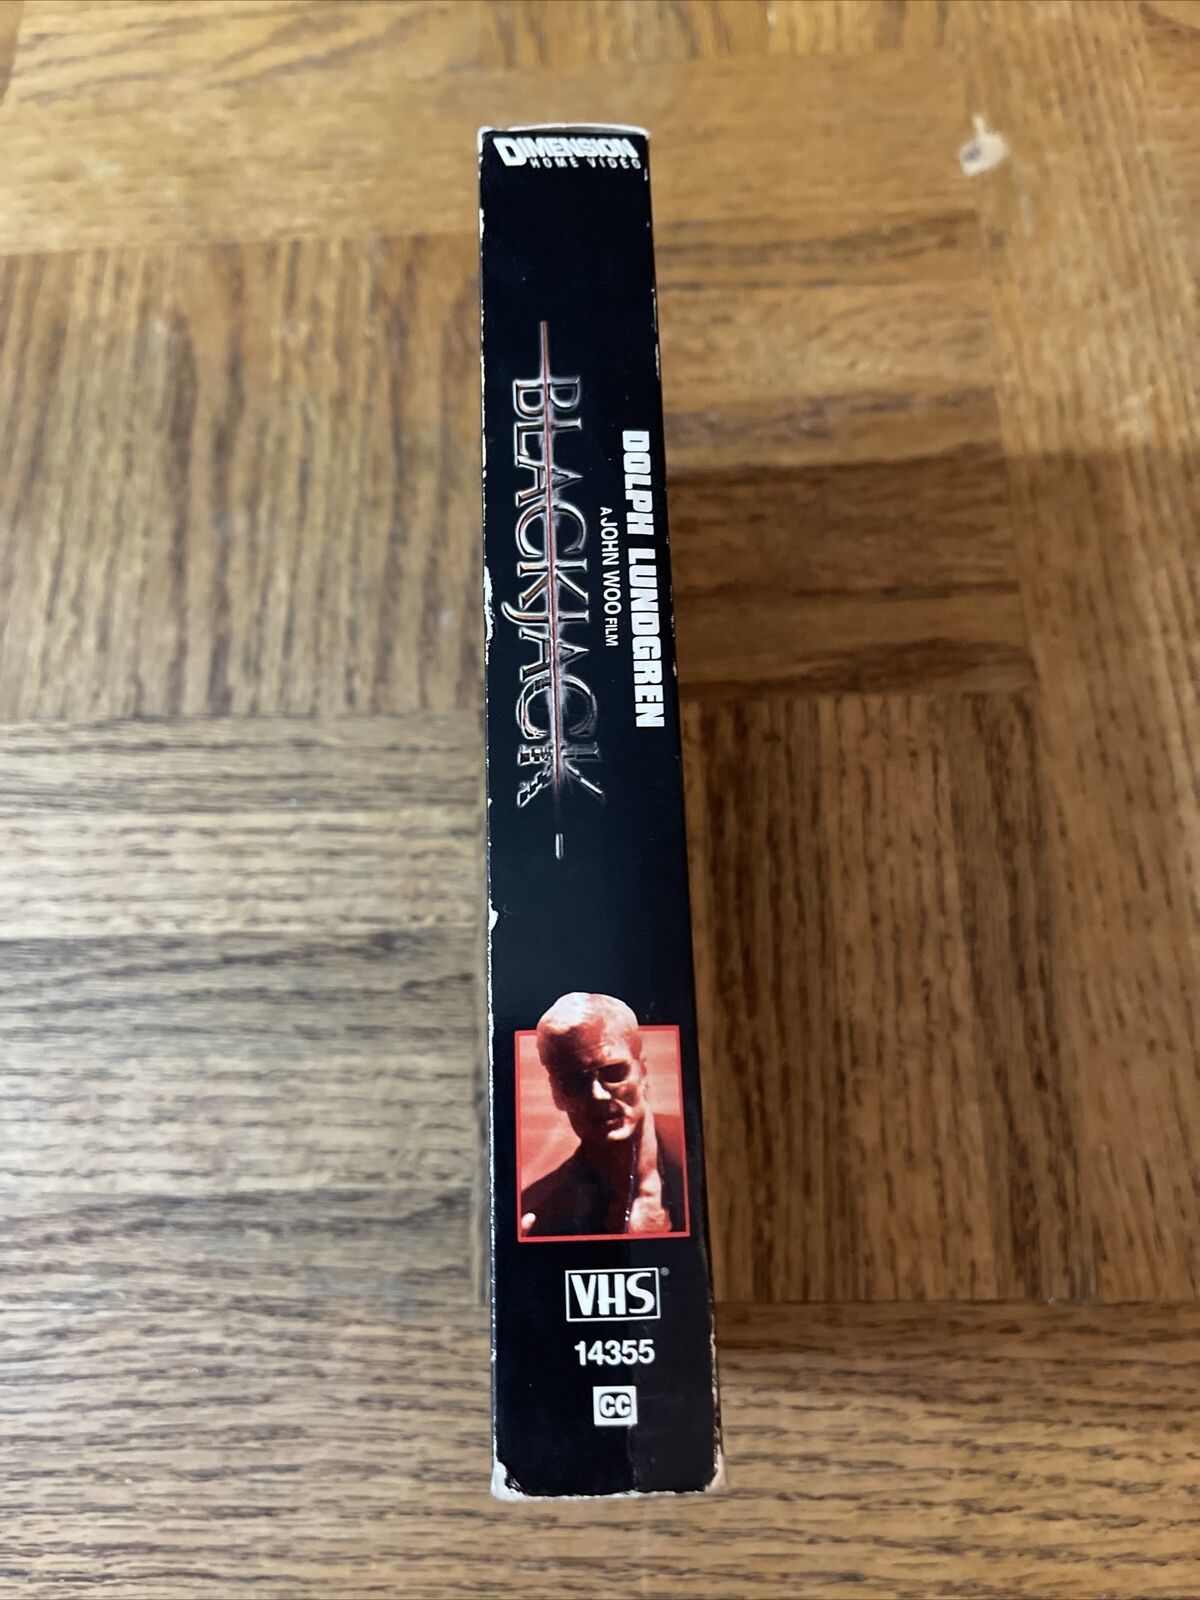 DIMENSION
HOME VIDEO
DOLPH LUNDGREN
A JOHN WOO FILM
BLACKJACK
VHS®
14355
CC